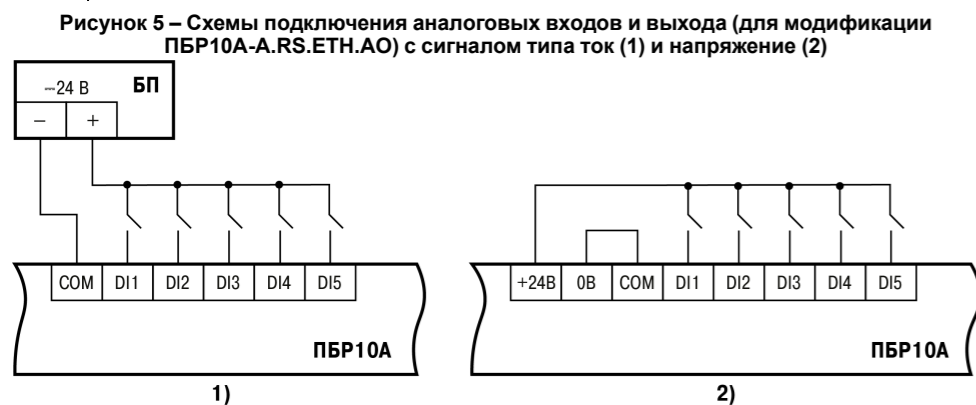 Рисунок 5 – Схемы подключения аналоговых входов и выхода (для модификации
ПБР10А-А.RS.ETH.AO) с сигналом типа ток (1) и напряжение (2)
⎓24 В БП
– +
COM DI1 DI2 DI3 DI4 DI5
ПБР10А
1)
+24В 0В COM DI1 DI2 DI3 DI4 DI5
ПБР10А
2)